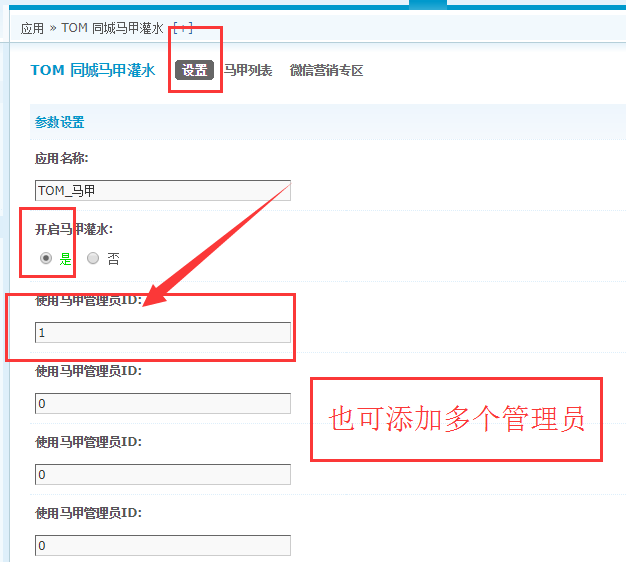 应用 » TOM 同城马甲灌水 [+]
TOM 同城马甲灌水 设置 马甲列表 微信营销专区
参数设置
应用名称:
TOM_马甲
开启马甲灌水:
是 否
使用马甲管理员ID:
1
使用马甲管理员ID:
0
也可添加多个管理员
使用马甲管理员ID:
0
使用马甲管理员ID:
0